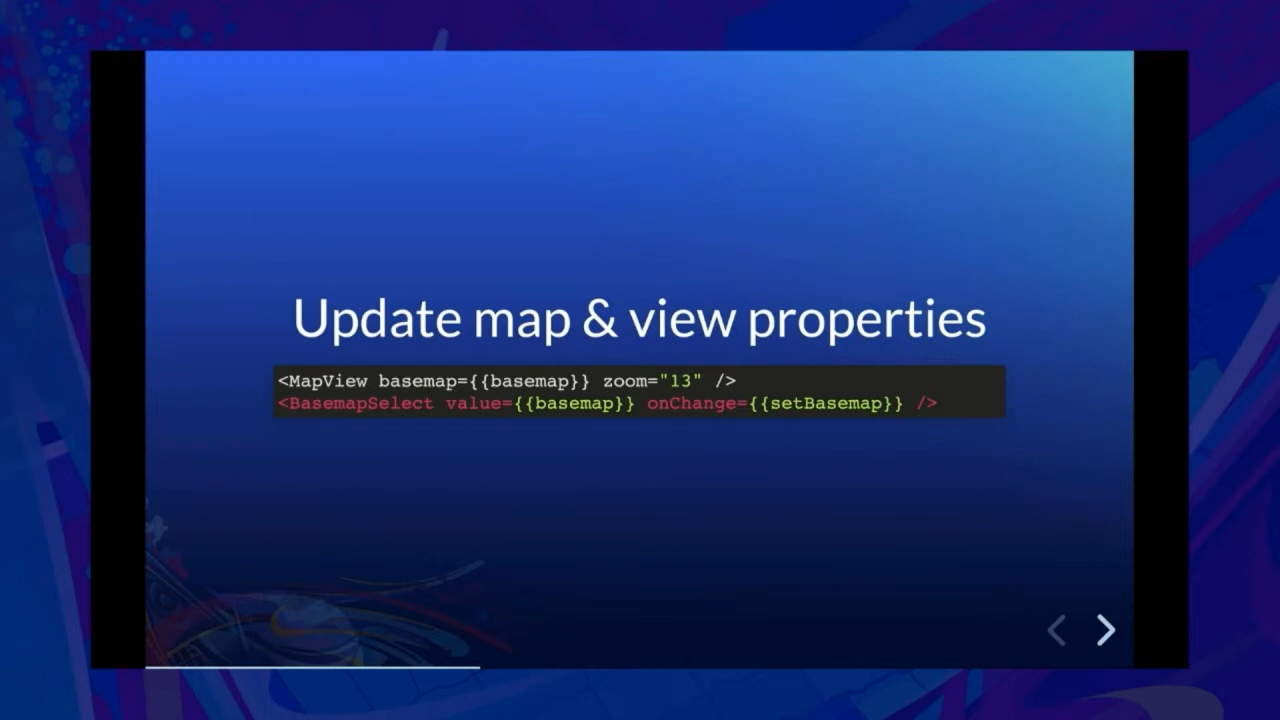 Update map & view properties
<MapView basemap={{basemap}} zoom="13" />
<BasemapSelect value={{basemap}} onChange={{setBasemap}} />